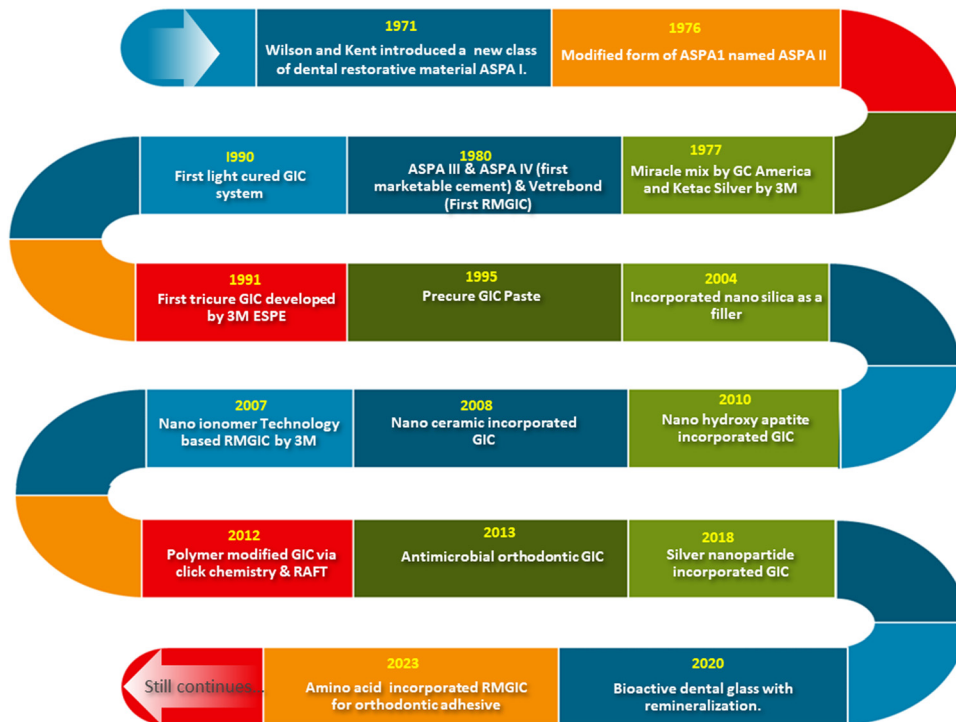 1971
Wilson and Kent introduced a new class
of dental restorative material ASPA I.
1976
Modified form of ASPA1 named ASPA II
1977
Miracle mix by GC America
and Ketac Silver by 3M
1980
ASPA III & ASPA IV (first
marketable cement) & Vetrebond
(First RMGIC)
I990
First light cured GIC
system
1991
First tricure GIC developed
by 3M ESPE
1995
Precure GIC Paste
2004
Incorporated nano silica as a
filler
2010
Nano hydroxy apatite
incorporated GIC
2008
Nano ceramic incorporated
GIC
2007
Nano ionomer Technology
based RMGIC by 3M
2012
Polymer modified GIC via
click chemistry & RAFT
2013
Antimicrobial orthodontic GIC
2018
Silver nanopartide
incorporated GIC
2020
Bioactive dental glass with
remineralization.
2023
Amino acid incorporated RMGIC
for orthodontic adhesive
Still continues...